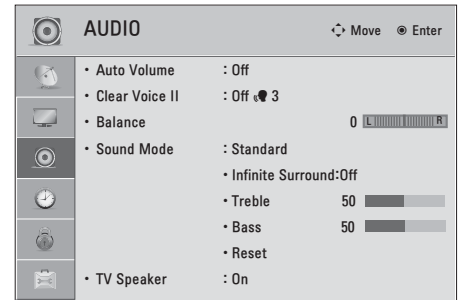 AUDIO Move Enter
• Auto Volume : Off
• Clear Voice II : Off 3
• Balance 0 L R
• Sound Mode : Standard
• Infinite Surround:Off
• Treble 50
• Bass 50
• Reset
• TV Speaker : On